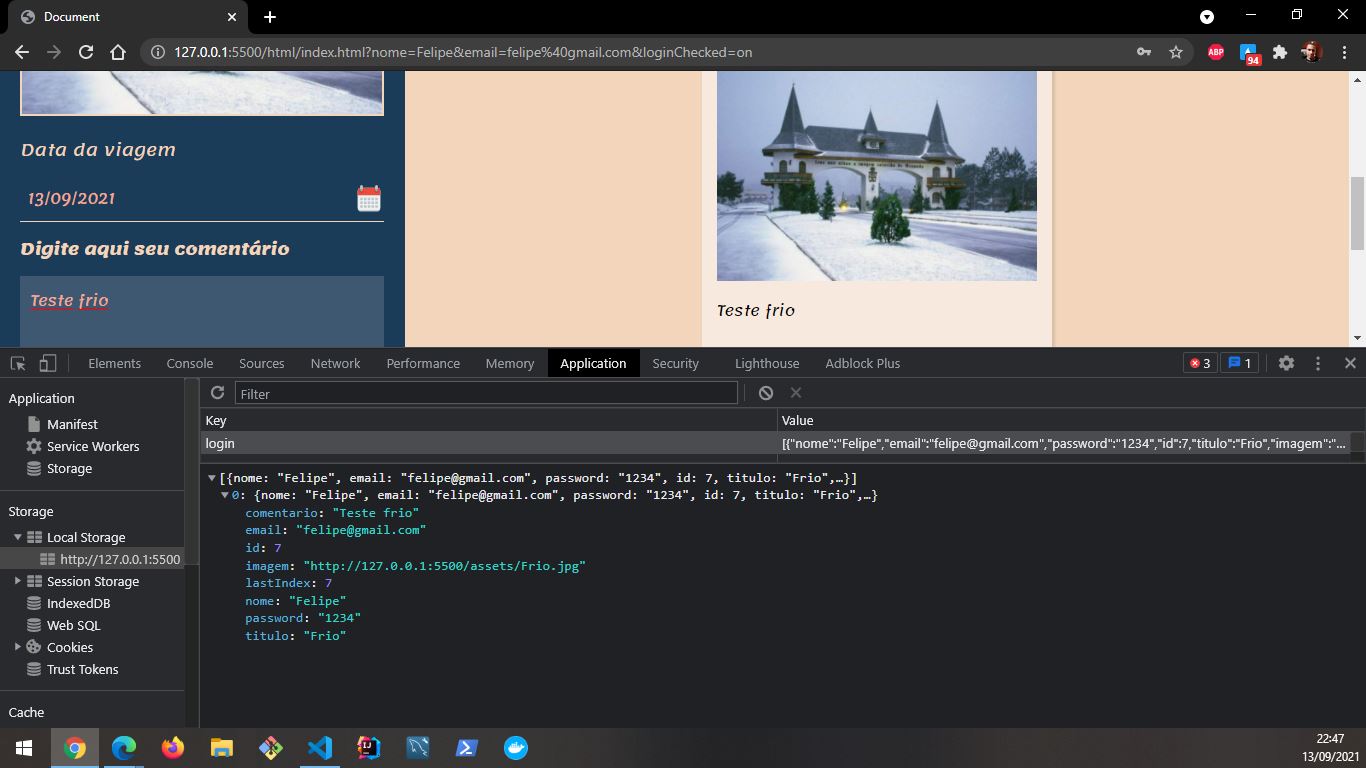 Document
127.0.0.1:5500/html/index.html?nome=Felipe&email=felipe%40gmail.com&loginChecked=on
ABP
94
Data da viagem
13/09/2021
Digite aqui seu comentário
Teste frio
Teste frio
Elements Console Sources Network Performance Memory Application Security Lighthouse Adblock Plus 3 1
Application
Manifest
Service Workers
Storage
Storage
Local Storage
http://127.0.0.1:5500
Session Storage
IndexedDB
Web SQL
Cookies
Trust Tokens
Cache
Filter
Key Value
login [{"nome":"Felipe","email":"felipe@gmail.com","password":"1234","id":7,"titulo":"Frio","imagem":"...
[{nome: "Felipe", email: "felipe@gmail.com", password: "1234", id: 7, titulo: "Frio",…}]
0: {nome: "Felipe", email: "felipe@gmail.com", password: "1234", id: 7, titulo: "Frio",…}
comentario: "Teste frio"
email: "felipe@gmail.com"
id: 7
imagem: "http://127.0.0.1:5500/assets/Frio.jpg"
lastIndex: 7
nome: "Felipe"
password: "1234"
titulo: "Frio"
22:47
13/09/2021